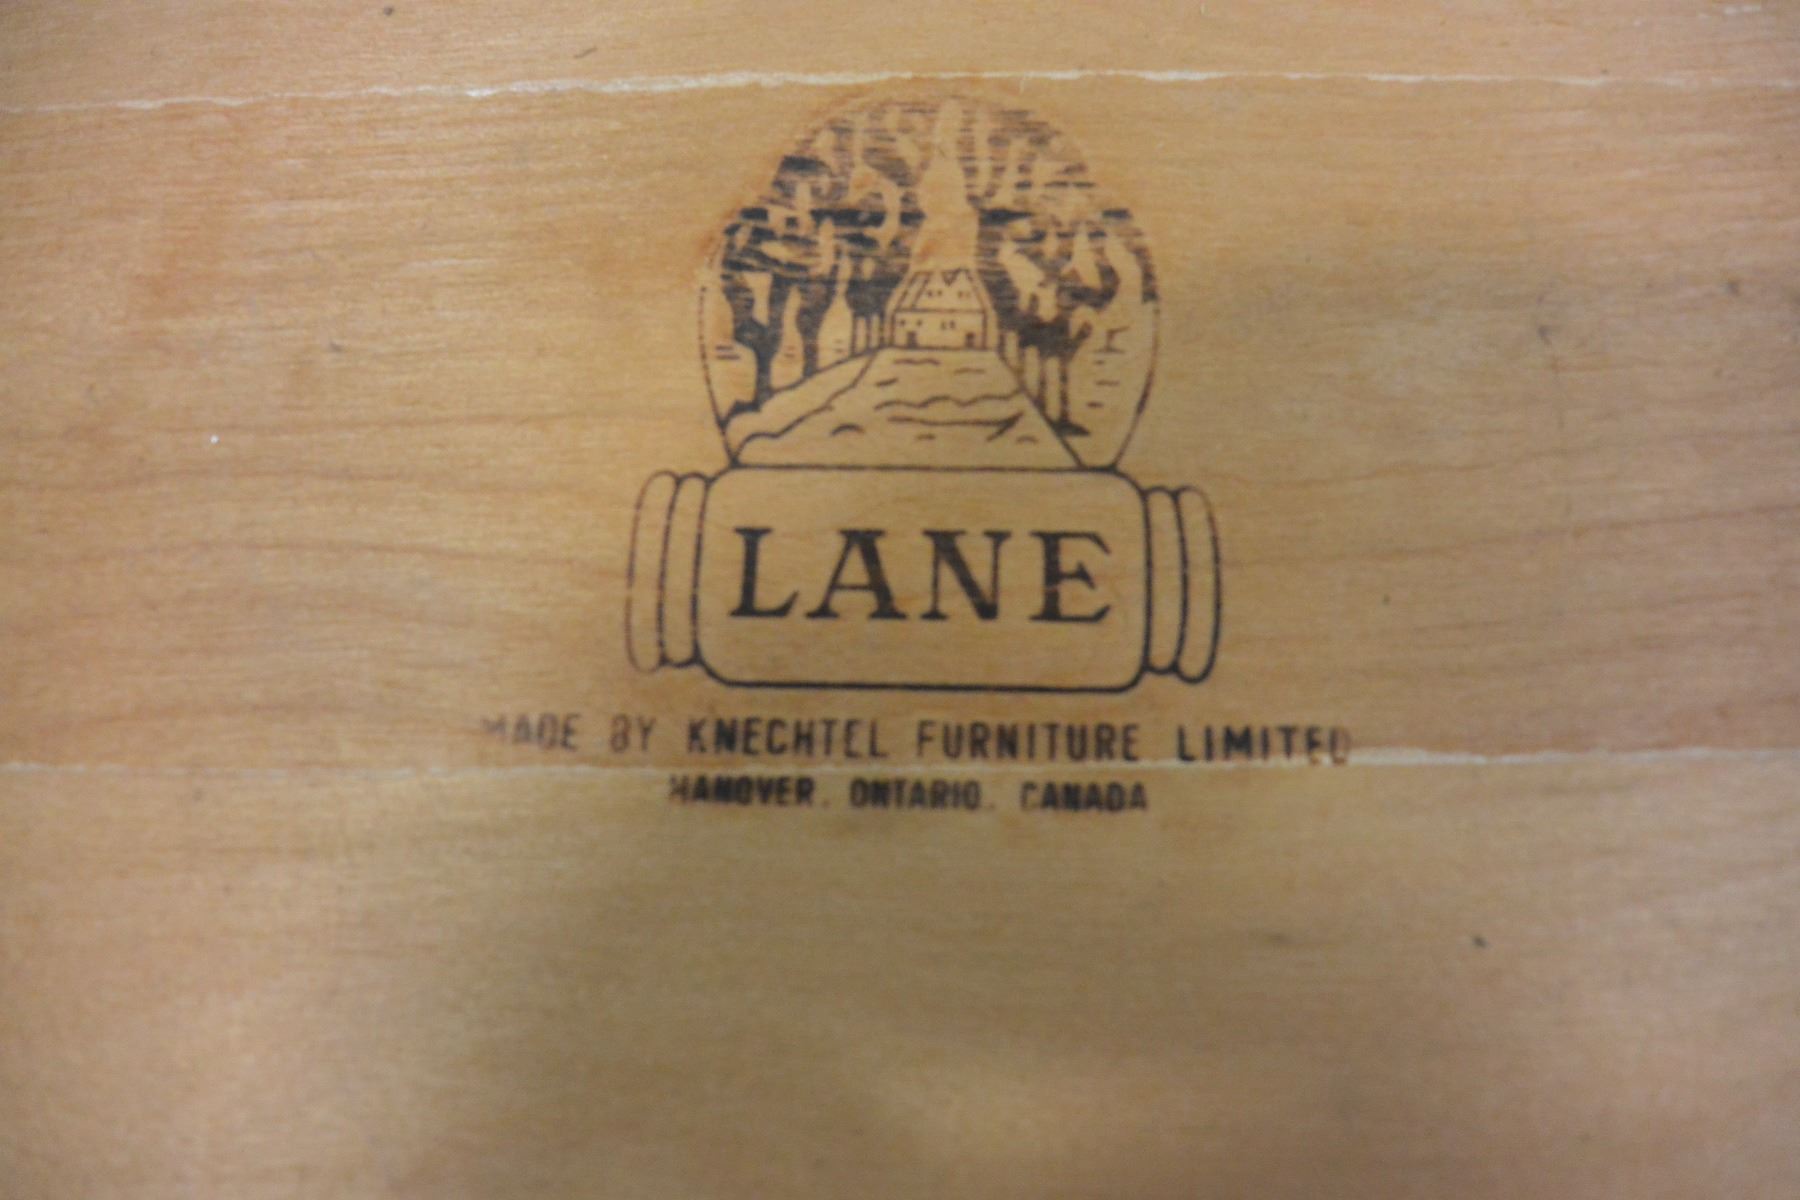 LANE
MADE BY KNECHTEL FURNITURE LIMITED
HANOVER. ONTARIO. CANADA